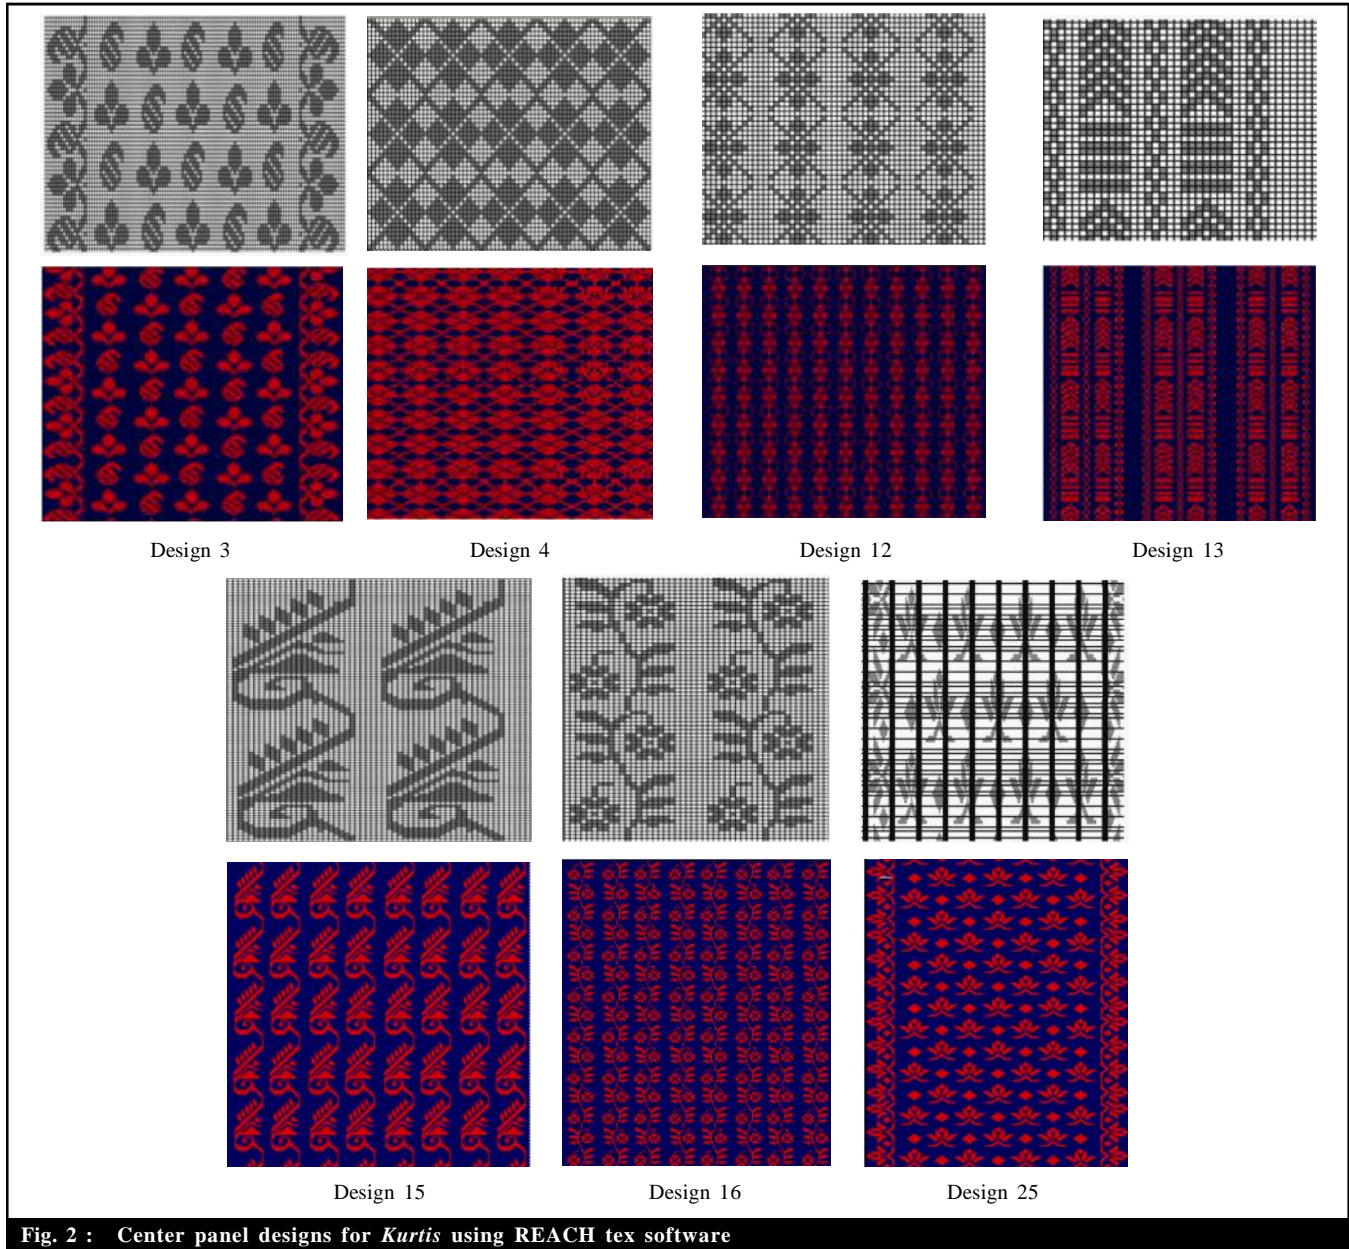 Design 3
Design 4
Design 12
Design 13
Design 15
Design 16
Design 25
Fig. 2 : Center panel designs for Kurtis using REACH tex software